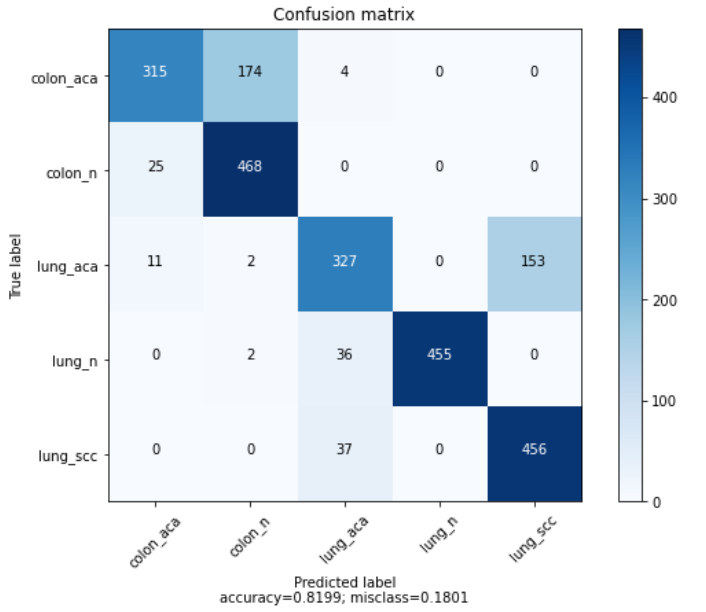 Confusion matrix
colon_aca 315 174 4 0 0
400
colon_n 25 468 0 0 0
300
True label
lung_aca 11 2 327 0 153
200
lung_n 0 2 36 455 0
100
lung_scc 0 0 37 0 456
0
colon_aca colon_n lung_aca lung_n lung_scc
Predicted label
accuracy=0.8199; misclass=0.1801